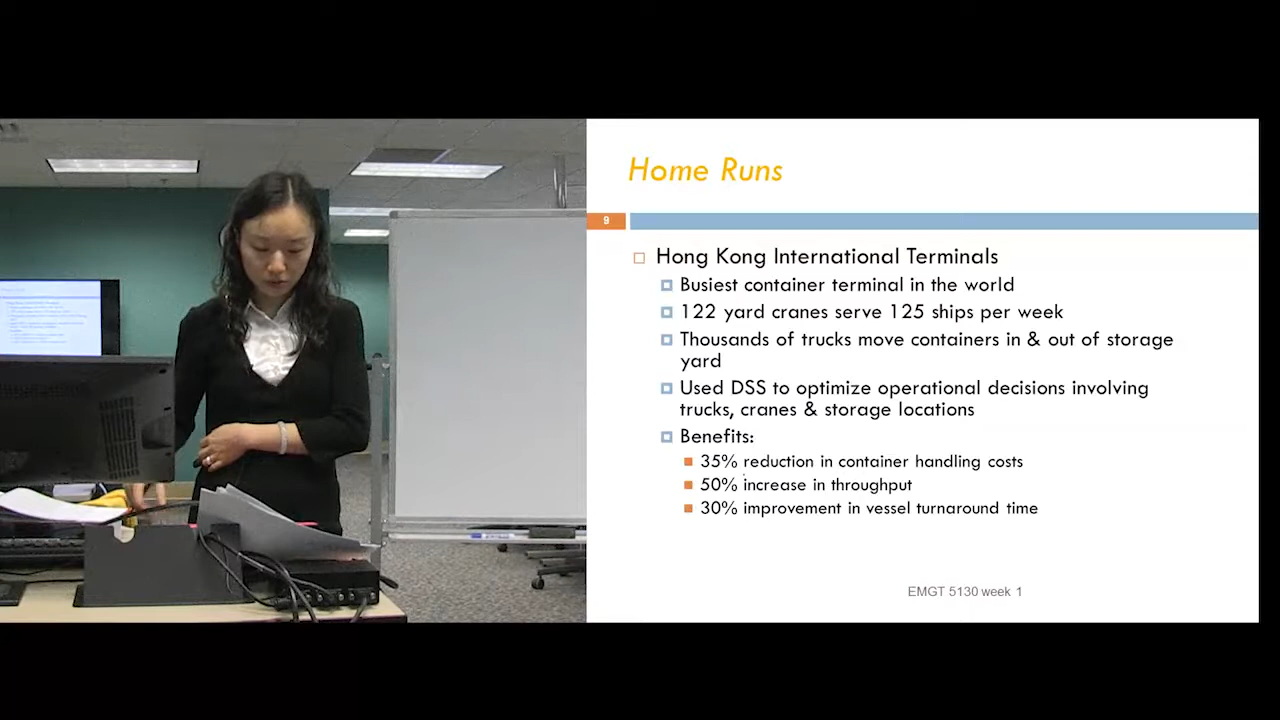 Home Runs
9
Hong Kong International Terminals
Busiest container terminal in the world
122 yard cranes serve 125 ships per week
Thousands of trucks move containers in & out of storage
yard
Used DSS to optimize operational decisions involving
trucks, cranes & storage locations
Benefits:
35% reduction in container handling costs
50% increase in throughput
30% improvement in vessel turnaround time
EMGT 5130 week 1